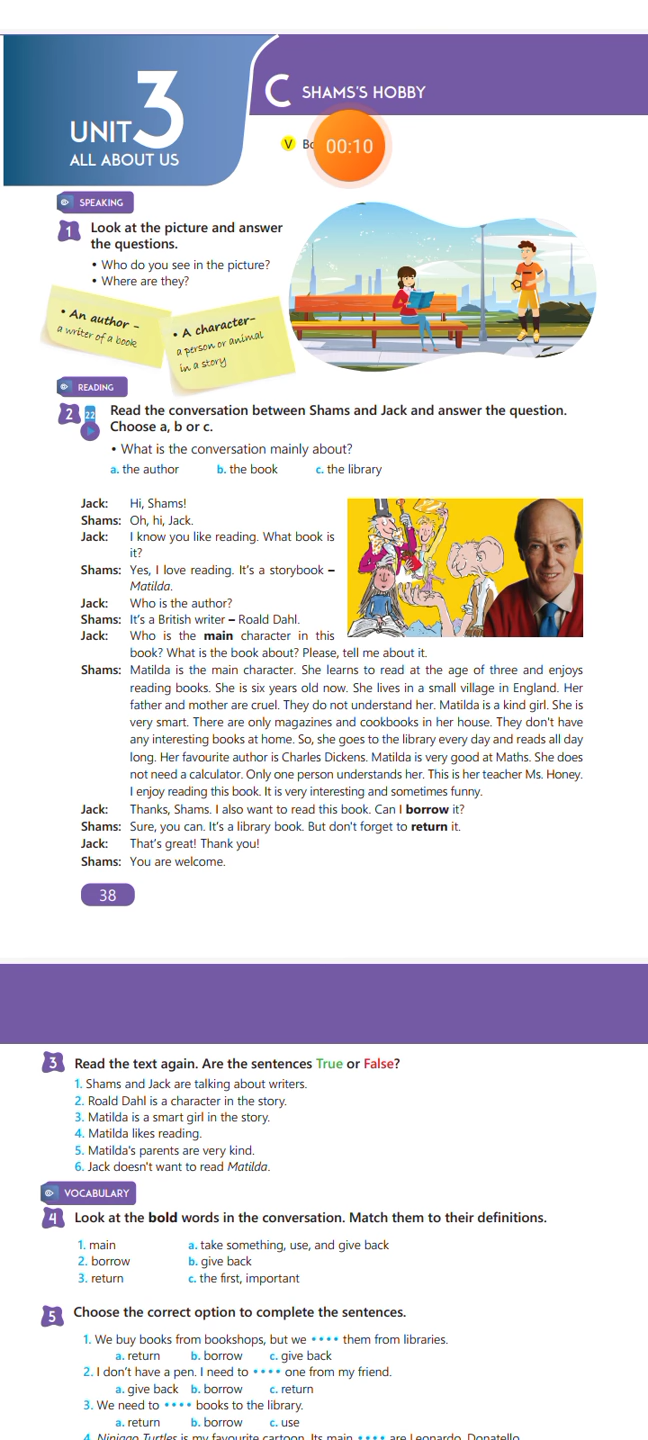 UNIT 3
ALL ABOUT US
C SHAMS'S HOBBY
V
00:10
SPEAKING
1 Look at the picture and answer
the questions.
• Who do you see in the picture?
• Where are they?
• An author –
a writer of a book
• A character–
a person or animal
in a story
READING
2 22 Read the conversation between Shams and Jack and answer the question.
Choose a, b or c.
• What is the conversation mainly about?
a. the author b. the book c. the library
Jack: Hi, Shams!
Shams: Oh, hi, Jack.
Jack: I know you like reading. What book is
it?
Shams: Yes, I love reading. It's a storybook –
Matilda.
Jack: Who is the author?
Shams: It's a British writer – Roald Dahl.
Jack: Who is the main character in this
book? What is the book about? Please, tell me about it.
Shams: Matilda is the main character. She learns to read at the age of three and enjoys
reading books. She is six years old now. She lives in a small village in England. Her
father and mother are cruel. They do not understand her. Matilda is a kind girl. She is
very smart. There are only magazines and cookbooks in her house. They don't have
any interesting books at home. So, she goes to the library every day and reads all day
long. Her favourite author is Charles Dickens. Matilda is very good at Maths. She does
not need a calculator. Only one person understands her. This is her teacher Ms. Honey.
I enjoy reading this book. It is very interesting and sometimes funny.
Jack: Thanks, Shams. I also want to read this book. Can I borrow it?
Shams: Sure, you can. It's a library book. But don't forget to return it.
Jack: That's great! Thank you!
Shams: You are welcome.
38
3 Read the text again. Are the sentences True or False?
1. Shams and Jack are talking about writers.
2. Roald Dahl is a character in the story.
3. Matilda is a smart girl in the story.
4. Matilda likes reading.
5. Matilda's parents are very kind.
6. Jack doesn't want to read Matilda.
VOCABULARY
4 Look at the bold words in the conversation. Match them to their definitions.
1. main a. take something, use, and give back
2. borrow b. give back
3. return c. the first, important
5 Choose the correct option to complete the sentences.
1. We buy books from bookshops, but we •••• them from libraries.
a. return b. borrow c. give back
2. I don't have a pen. I need to •••• one from my friend.
a. give back b. borrow c. return
3. We need to •••• books to the library.
a. return b. borrow c. use
4. Ninjago Turtles is my favourite cartoon. Its main •••• are Leonardo, Donatello,